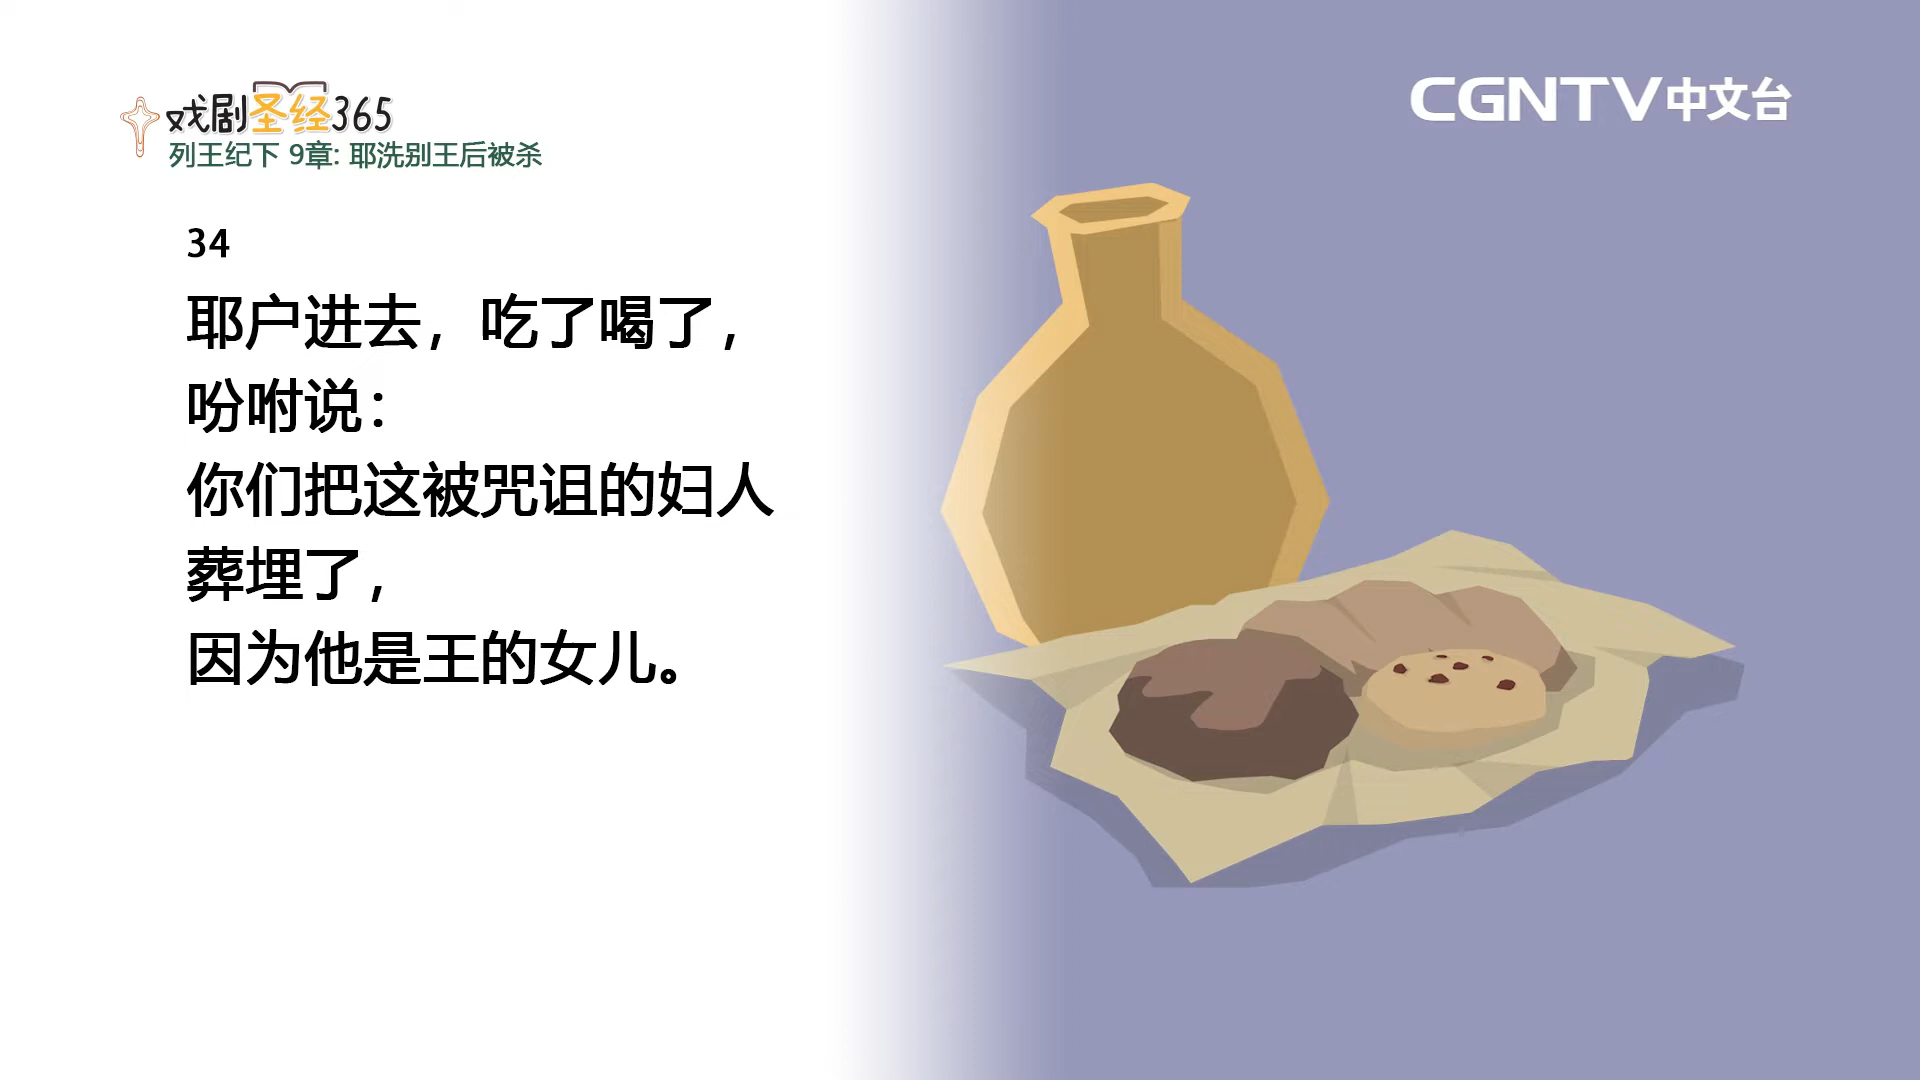 戏剧圣经365
列王纪下 9章: 耶洗别王后被杀
CGNTV中文台
34
耶户进去，吃了喝了，
吩咐说：
你们把这被咒诅的妇人
葬埋了，
因为他是王的女儿。